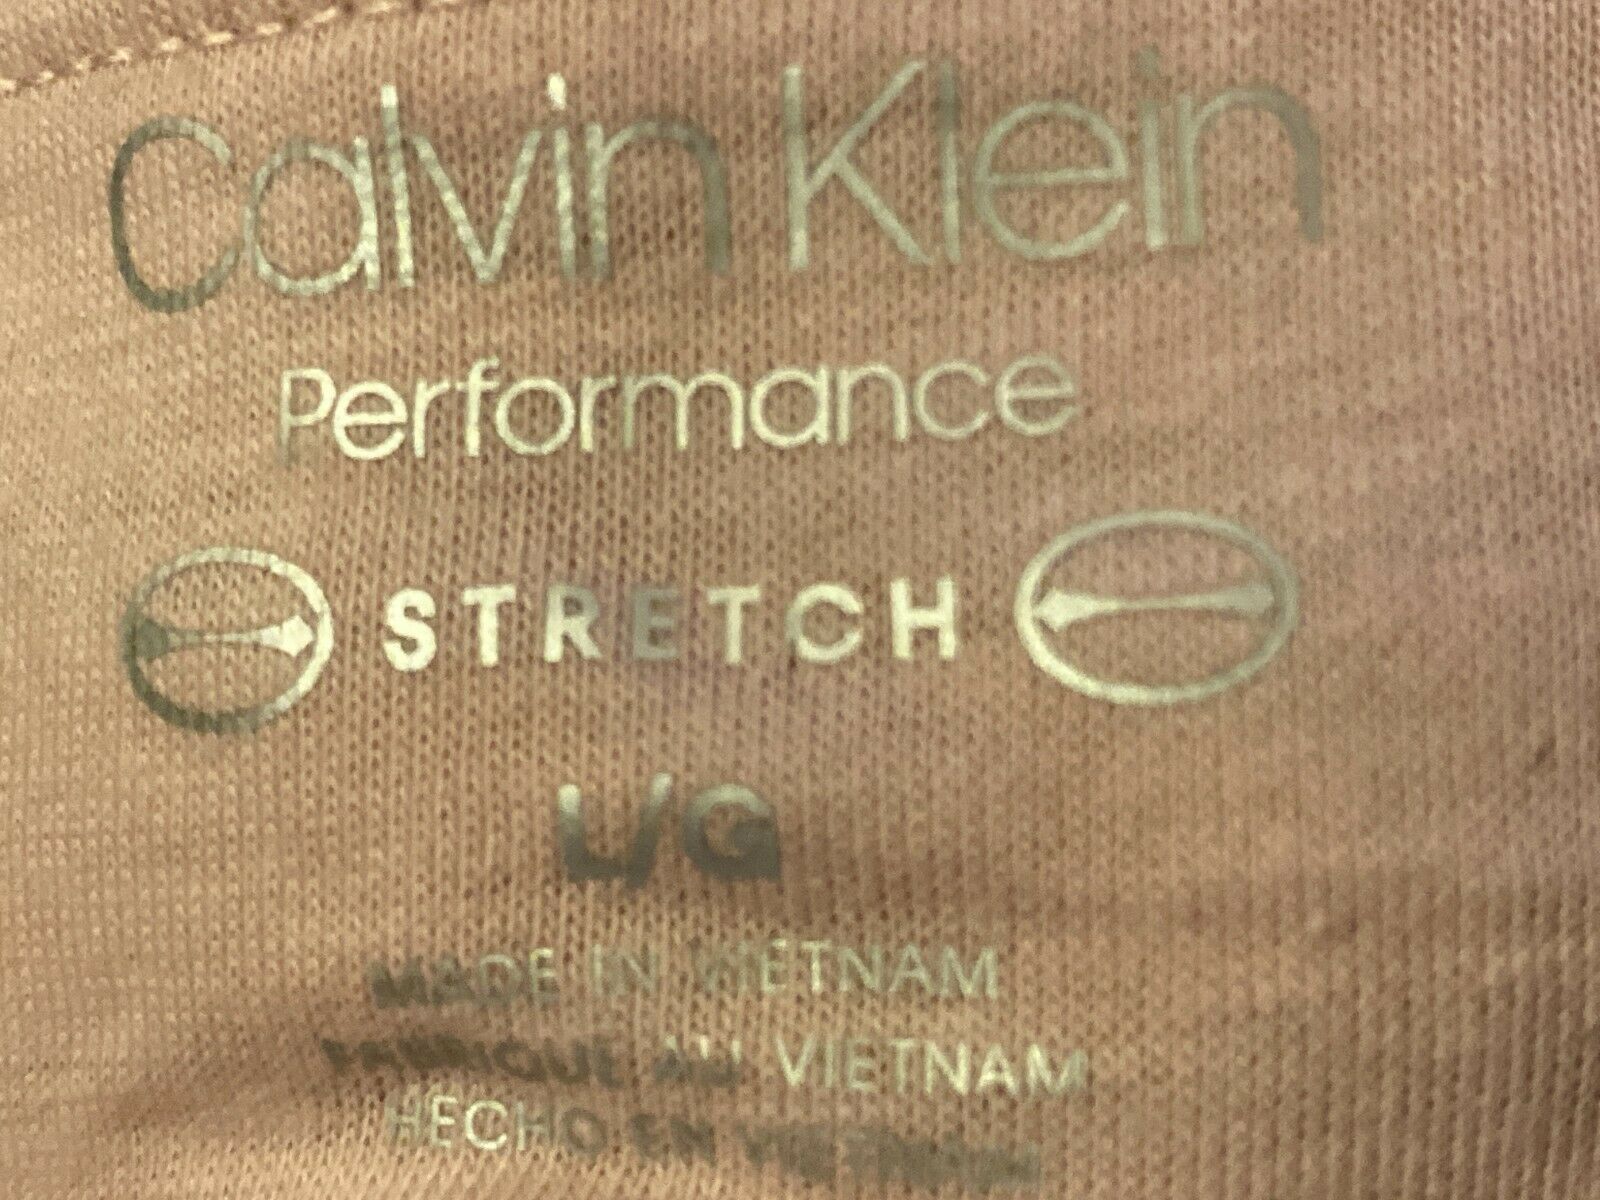 Calvin Klein
Performance
STRETCH
L/G
MADE IN VIETNAM
FABRIQUE AU VIETNAM
HECHO EN VIETNAM